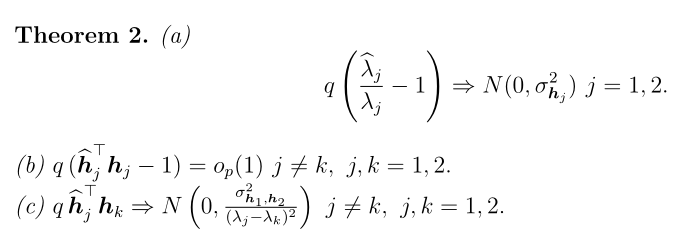 Theorem 2. (a)
q\left(\frac{\widehat{\lambda}_j}{\lambda_j} - 1\right) \Rightarrow N(0, \sigma^2_{\boldsymbol{h}_j}) \; j = 1, 2.
(b) q(\widehat{\boldsymbol{h}}_j^\top \boldsymbol{h}_j - 1) = o_p(1) \; j \neq k, \; j, k = 1, 2.
(c) q\widehat{\boldsymbol{h}}_j^\top \boldsymbol{h}_k \Rightarrow N\left(0, \frac{\sigma^2_{\boldsymbol{h}_1,\boldsymbol{h}_2}}{(\lambda_j - \lambda_k)^2}\right) \; j \neq k, \; j, k = 1, 2.